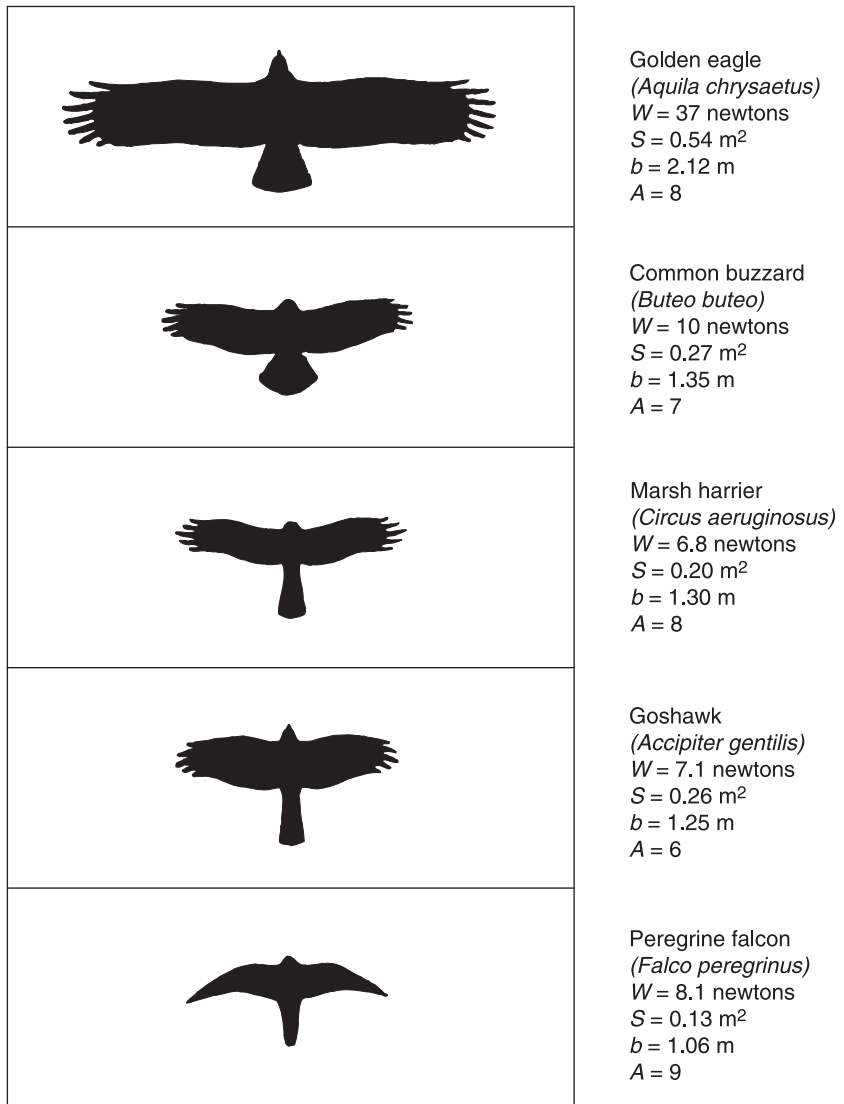 Golden eagle
(Aquila chrysaetus)
W = 37 newtons
S = 0.54 m²
b = 2.12 m
A = 8
Common buzzard
(Buteo buteo)
W = 10 newtons
S = 0.27 m²
b = 1.35 m
A = 7
Marsh harrier
(Circus aeruginosus)
W = 6.8 newtons
S = 0.20 m²
b = 1.30 m
A = 8
Goshawk
(Accipiter gentilis)
W = 7.1 newtons
S = 0.26 m²
b = 1.25 m
A = 6
Peregrine falcon
(Falco peregrinus)
W = 8.1 newtons
S = 0.13 m²
b = 1.06 m
A = 9